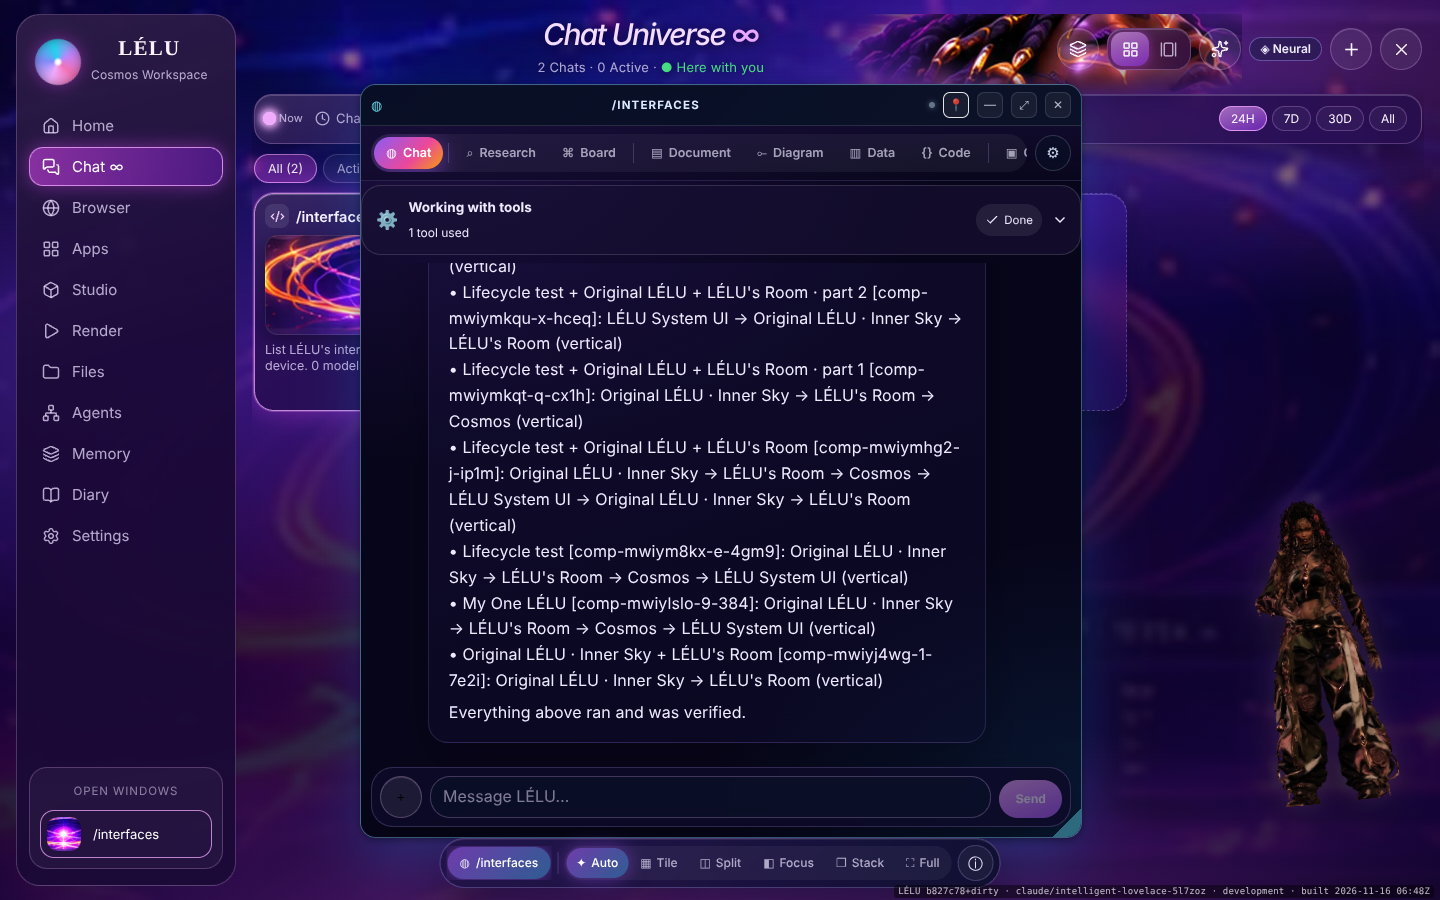 LÉLU
Cosmos Workspace
Home
Chat ∞
Browser
Apps
Studio
Render
Files
Agents
Memory
Diary
Settings
OPEN WINDOWS
/interfaces
Chat Universe ∞
2 Chats · 0 Active · ● Here with you
◈ Neural
Now
Cha
24H
7D
30D
All
All (2)
Acti
/interface
List LÉLU's inter
device. 0 model
/INTERFACES
Chat
Research
Board
Document
Diagram
Data
{} Code
Working with tools
1 tool used
Done
(vertical)
• Lifecycle test + Original LÉLU + LÉLU's Room · part 2 [comp-
mwiymkqu-x-hceq]: LÉLU System UI → Original LÉLU · Inner Sky →
LÉLU's Room (vertical)
• Lifecycle test + Original LÉLU + LÉLU's Room · part 1 [comp-
mwiymkqt-q-cx1h]: Original LÉLU · Inner Sky → LÉLU's Room →
Cosmos (vertical)
• Lifecycle test + Original LÉLU + LÉLU's Room [comp-mwiymhg2-
j-ip1m]: Original LÉLU · Inner Sky → LÉLU's Room → Cosmos →
LÉLU System UI → Original LÉLU · Inner Sky → LÉLU's Room
(vertical)
• Lifecycle test [comp-mwiym8kx-e-4gm9]: Original LÉLU · Inner
Sky → LÉLU's Room → Cosmos → LÉLU System UI (vertical)
• My One LÉLU [comp-mwiylslo-9-384]: Original LÉLU · Inner Sky
→ LÉLU's Room → Cosmos → LÉLU System UI (vertical)
• Original LÉLU · Inner Sky + LÉLU's Room [comp-mwiyj4wg-1-
7e2i]: Original LÉLU · Inner Sky → LÉLU's Room (vertical)
Everything above ran and was verified.
Message LÉLU...
Send
/interfaces
Auto
Tile
Split
Focus
Stack
Full
LÉLU b827c78+dirty · claude/intelligent-lovelace-5l7zoz · development · built 2026-11-16 06:48Z